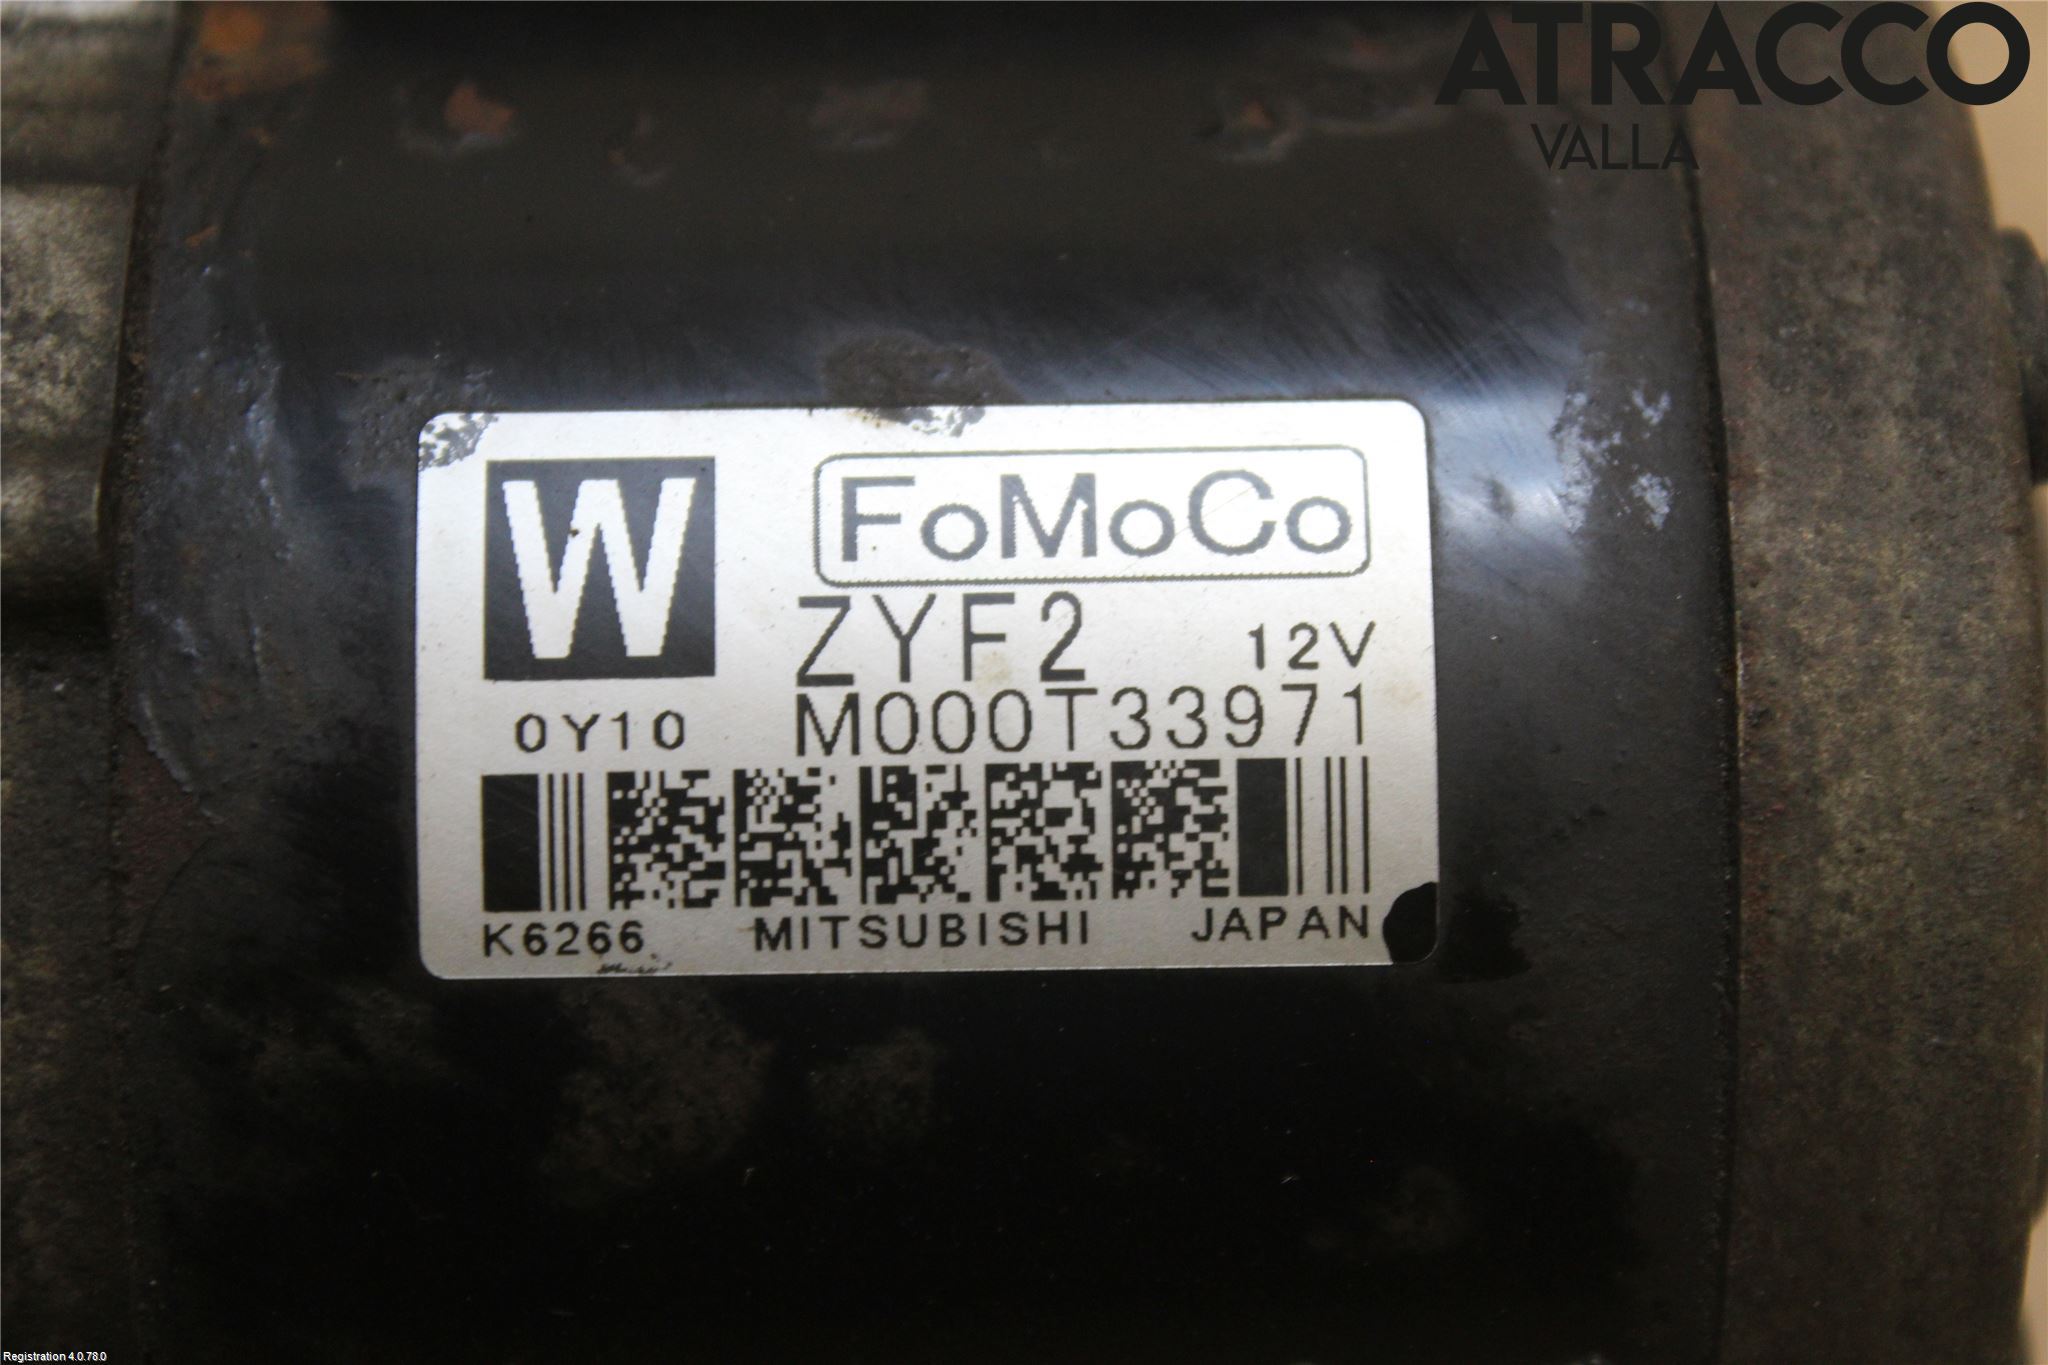 ATRACCO
VALLA
W
FoMoCo
ZYF2 12V
0Y10 M000T33971
K6266 MITSUBISHI JAPAN
Registration 4.0.78.0